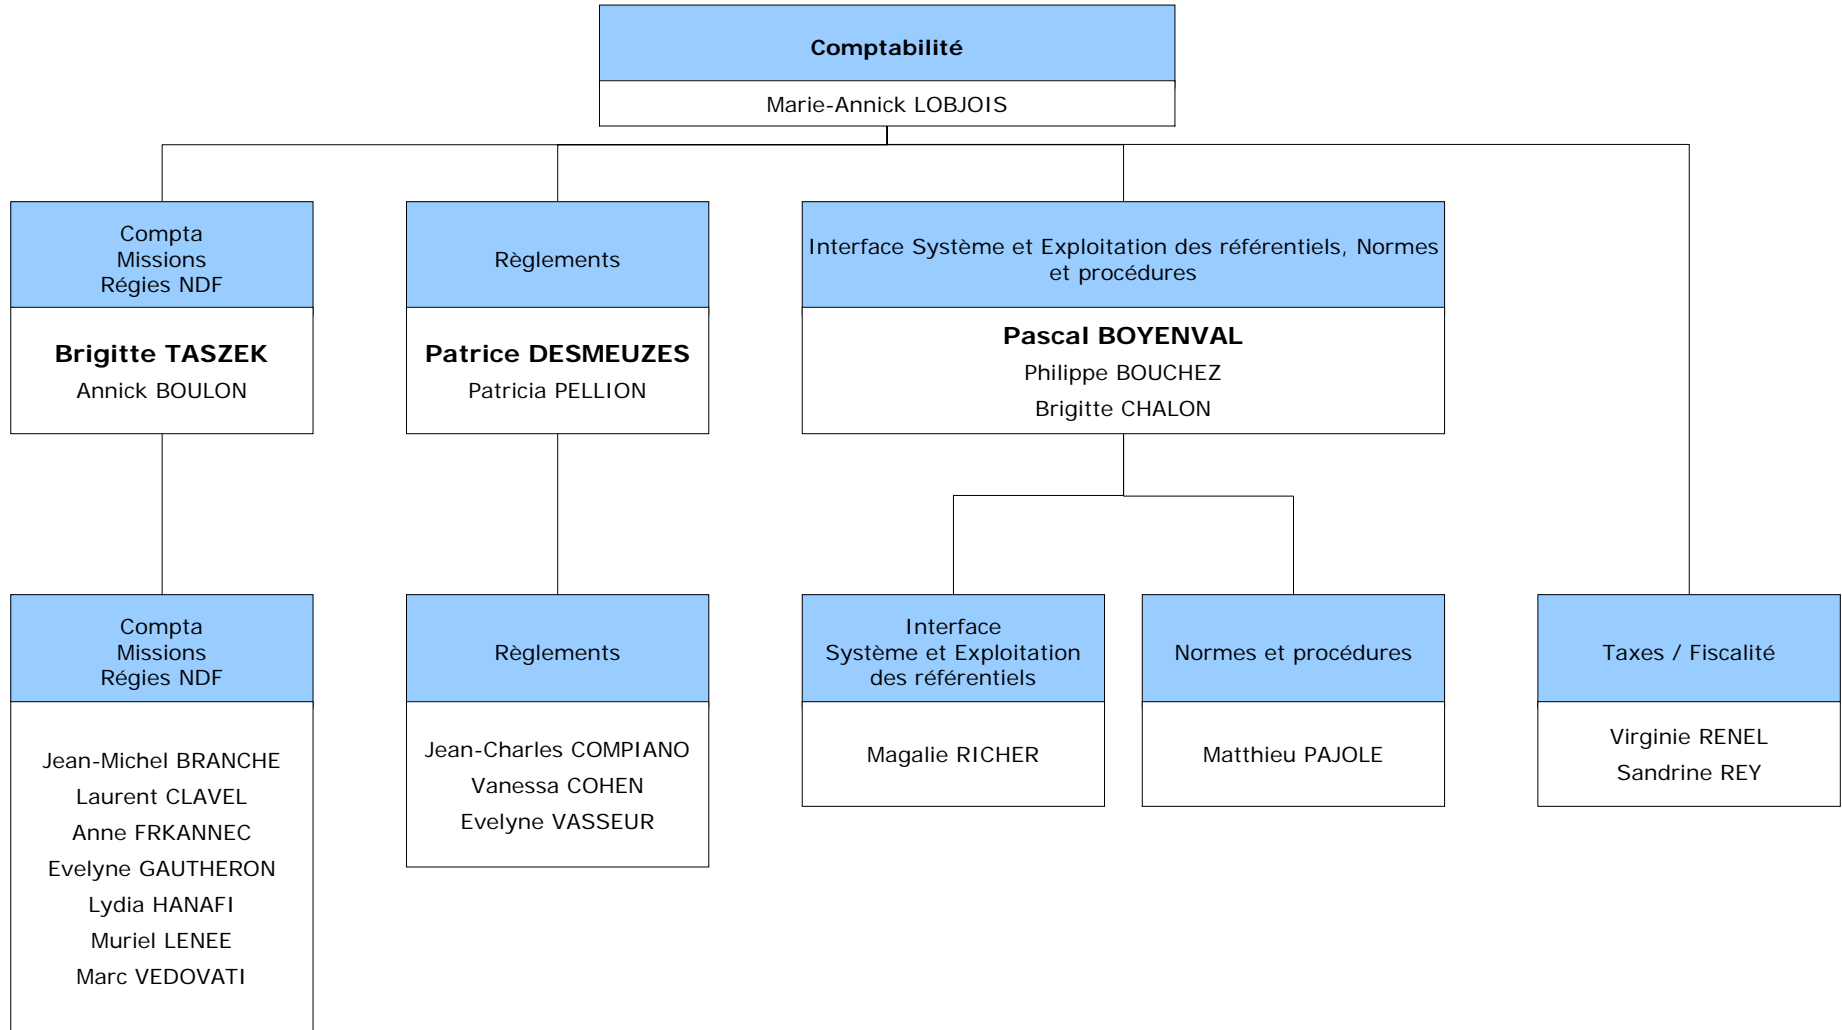 Comptabilité
Marie-Annick LOBJOIS
Compta
Missions
Régies NDF
Brigitte TASZEK
Annick BOULON
Règlements
Patrice DESMEUZES
Patricia PELLION
Interface Système et Exploitation des référentiels, Normes
et procédures
Pascal BOYENVAL
Philippe BOUCHEZ
Brigitte CHALON
Compta
Missions
Régies NDF
Jean-Michel BRANCHE
Laurent CLAVEL
Anne FRKANNEC
Evelyne GAUTHERON
Lydia HANAFI
Muriel LENEE
Marc VEDOVATI
Règlements
Jean-Charles COMPIANO
Vanessa COHEN
Evelyne VASSEUR
Interface
Système et Exploitation
des référentiels
Magalie RICHER
Normes et procédures
Matthieu PAJOLE
Taxes / Fiscalité
Virginie RENEL
Sandrine REY